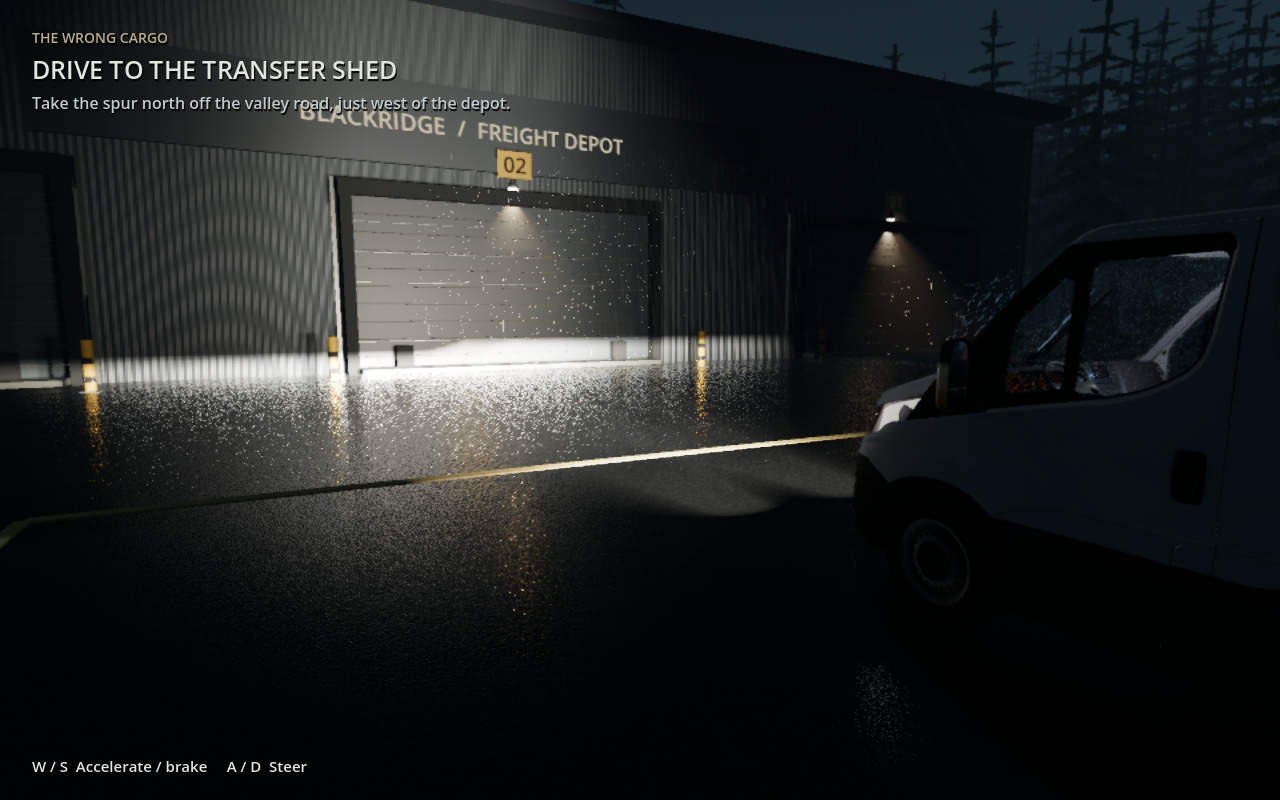 THE WRONG CARGO
DRIVE TO THE TRANSFER SHED
Take the spur north off the valley road, just west of the depot.
BLACKRIDGE / FREIGHT DEPOT
02
W / S Accelerate / brake A / D Steer